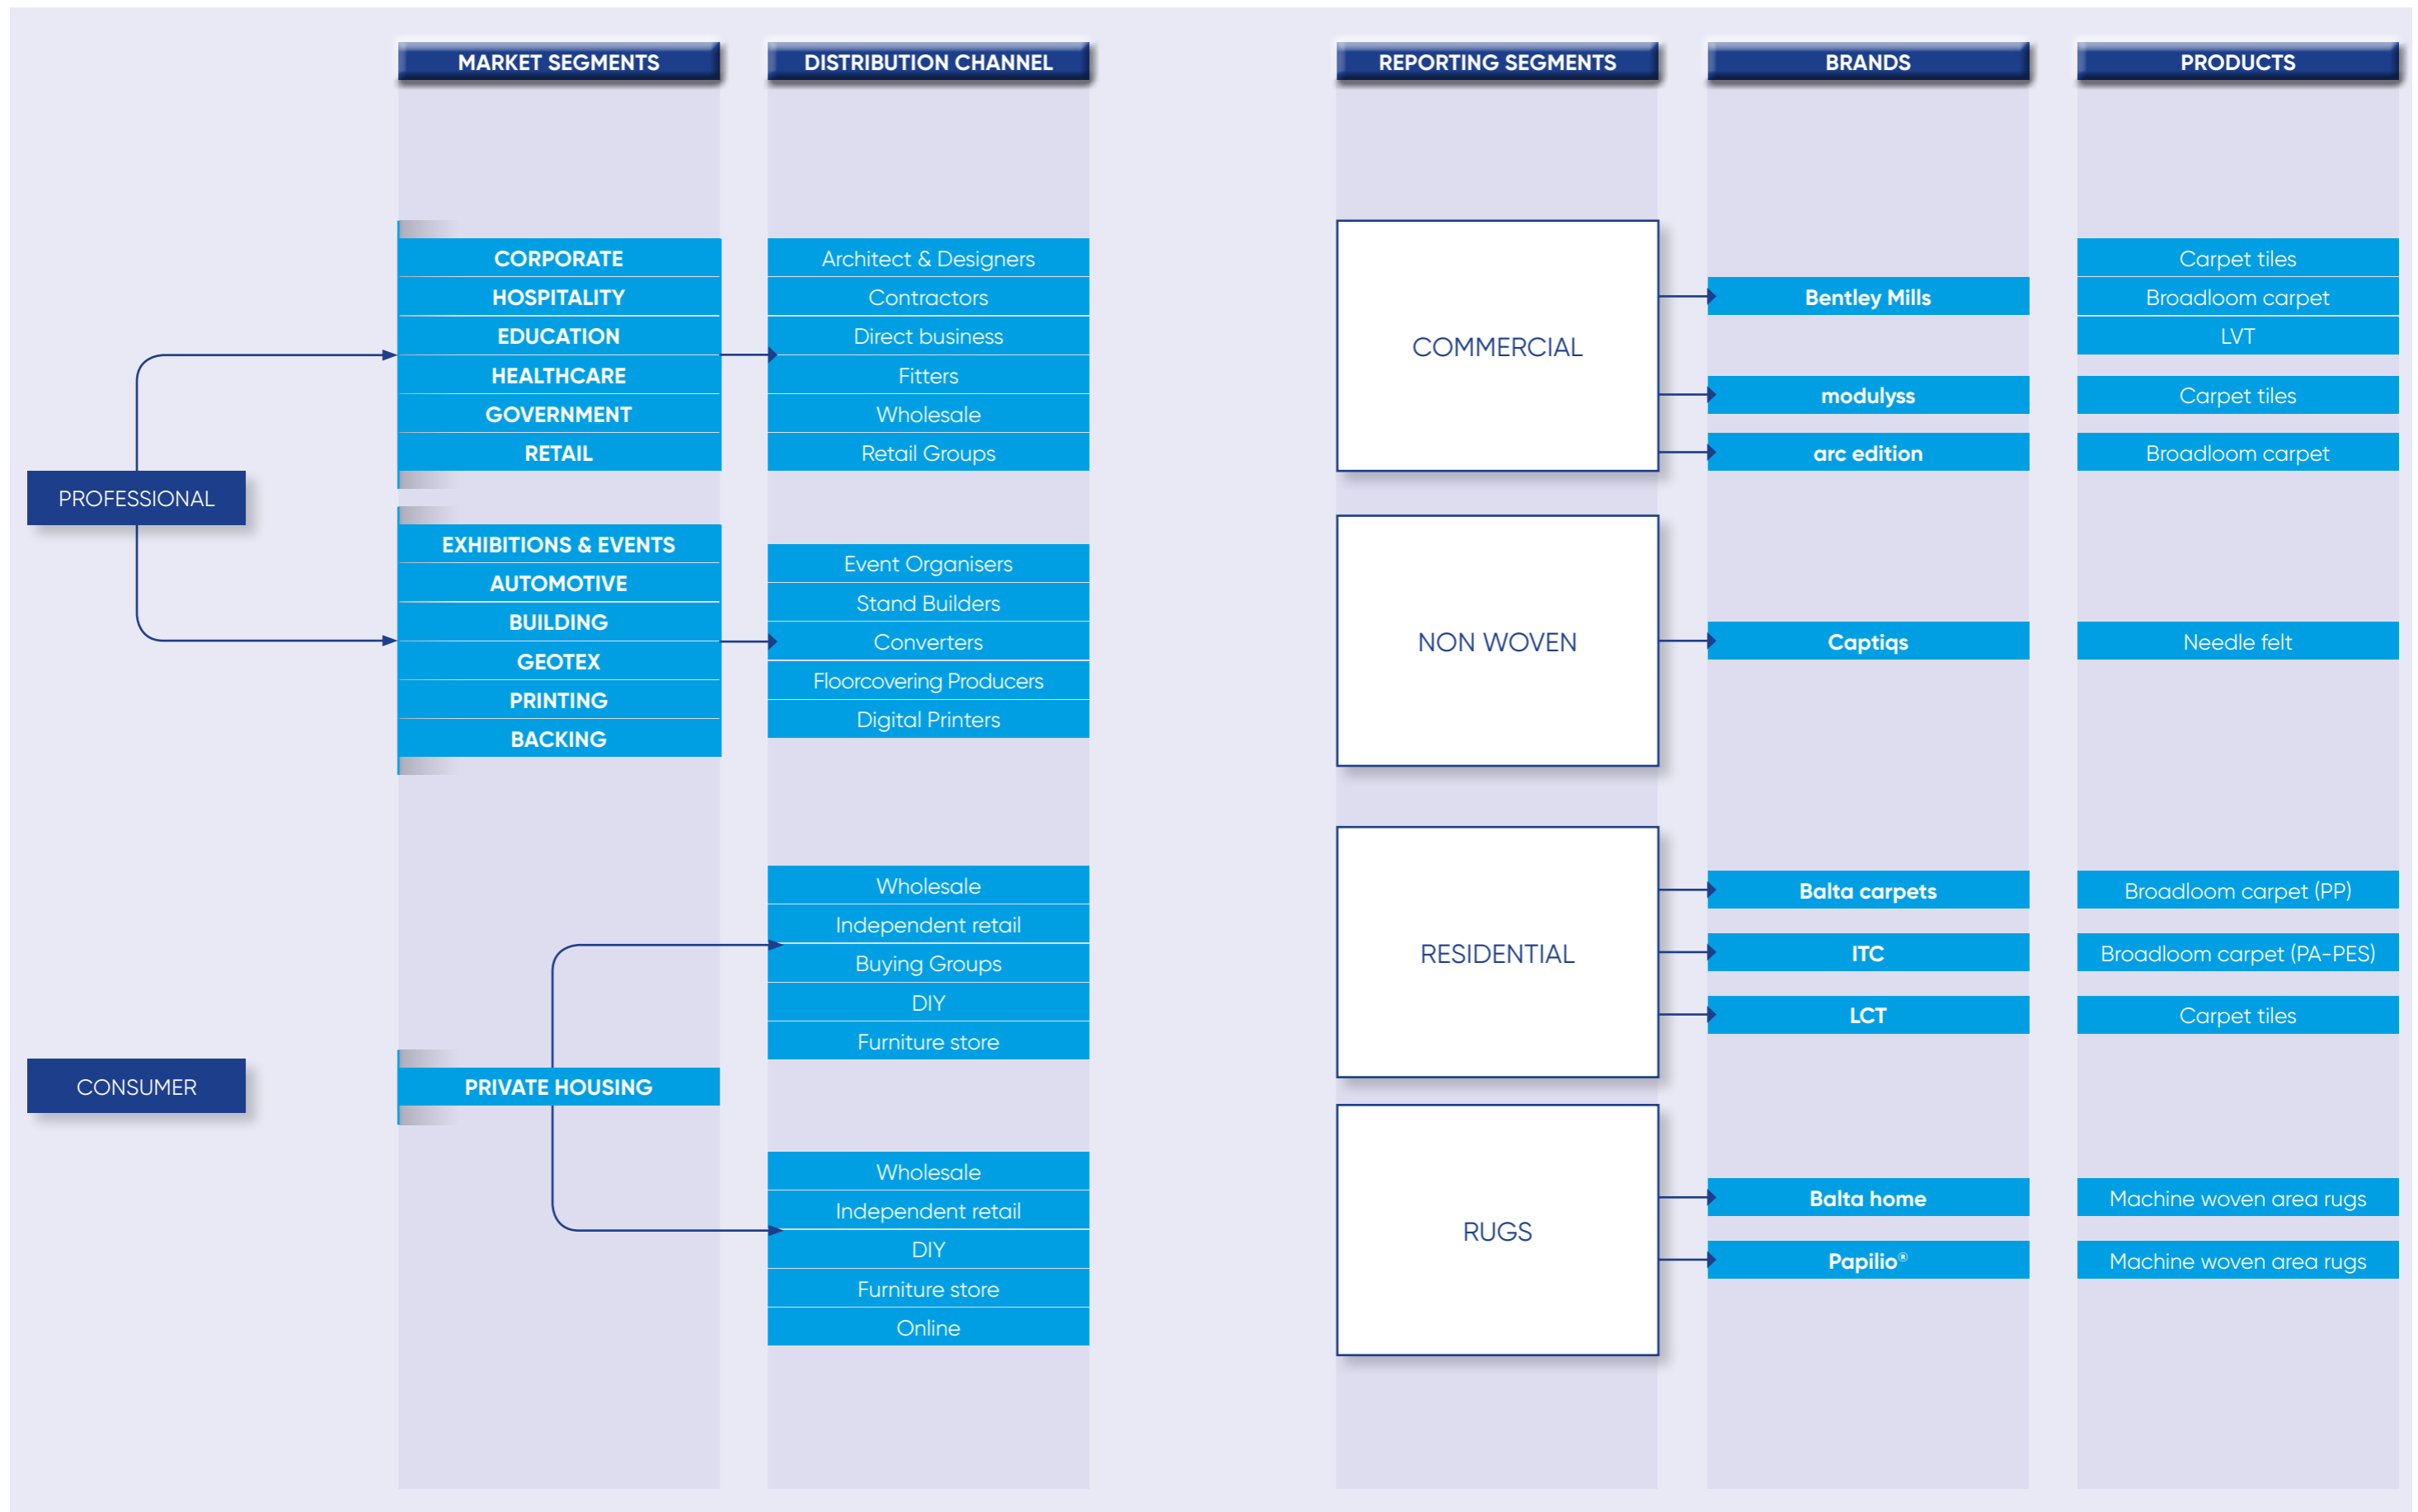 MARKET SEGMENTS
DISTRIBUTION CHANNEL
REPORTING SEGMENTS
BRANDS
PRODUCTS
PROFESSIONAL
CORPORATE
HOSPITALITY
EDUCATION
HEALTHCARE
GOVERNMENT
RETAIL
Architect & Designers
Contractors
Direct business
Fitters
Wholesale
Retail Groups
EXHIBITIONS & EVENTS
AUTOMOTIVE
BUILDING
GEOTEX
PRINTING
BACKING
Event Organisers
Stand Builders
Converters
Floorcovering Producers
Digital Printers
CONSUMER
PRIVATE HOUSING
Wholesale
Independent retail
Buying Groups
DIY
Furniture store
Wholesale
Independent retail
DIY
Furniture store
Online
COMMERCIAL
Bentley Mills
Carpet tiles
Broadloom carpet
LVT
modulyss
Carpet tiles
arc edition
Broadloom carpet
NON WOVEN
Captiqs
Needle felt
RESIDENTIAL
Balta carpets
Broadloom carpet (PP)
ITC
Broadloom carpet (PA-PES)
LCT
Carpet tiles
RUGS
Balta home
Machine woven area rugs
Papilio®
Machine woven area rugs